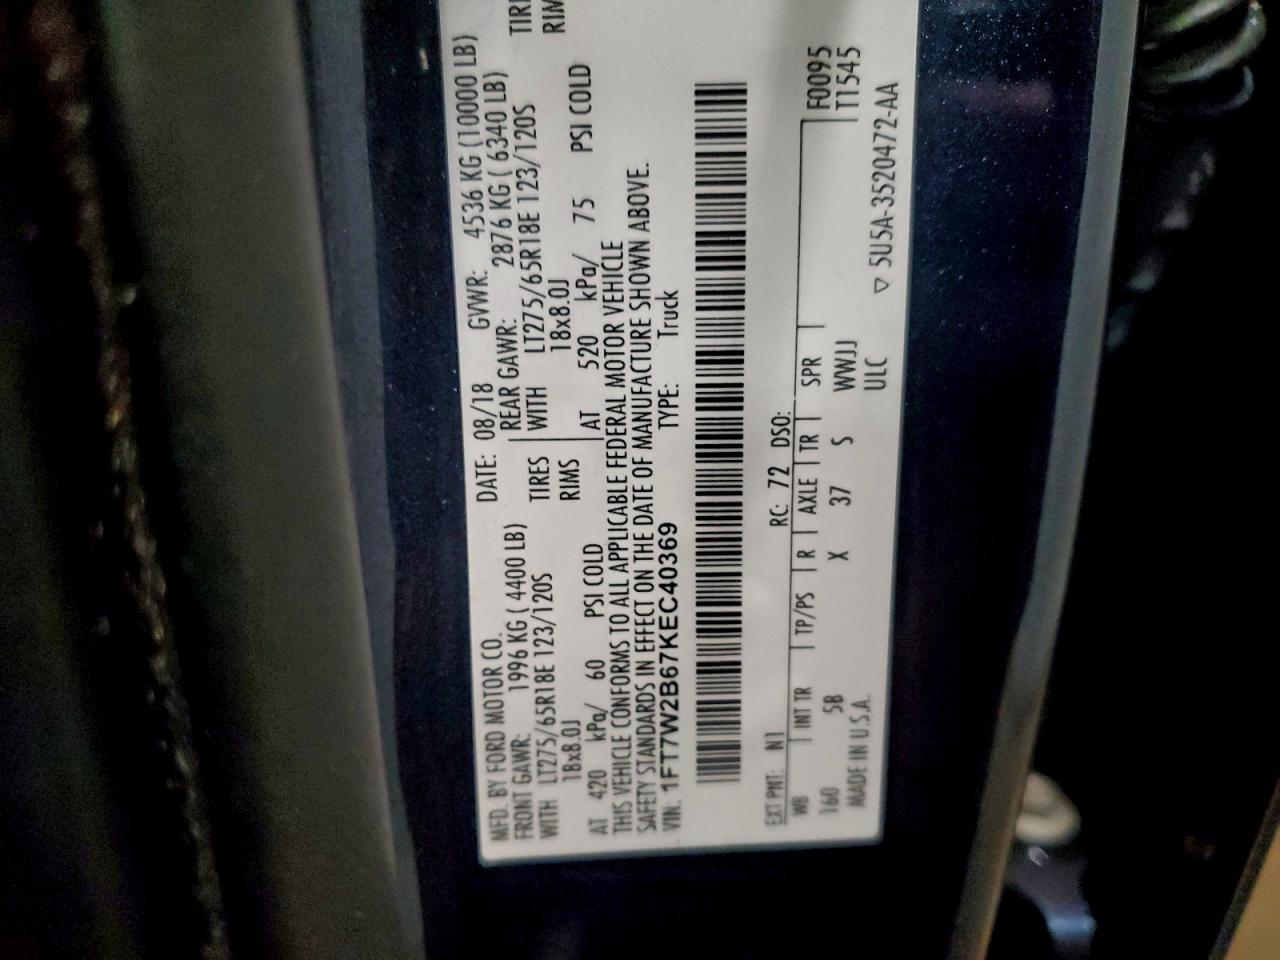 MFD. BY FORD MOTOR CO. DATE: 08/18 GVWR: 4536 KG (10000 LB)
FRONT GAWR: 1996 KG ( 4400 LB) REAR GAWR: 2876 KG ( 6340 LB)
WITH LT275/65R18E 123/120S TIRES WITH LT275/65R18E 123/120S TIRE
18x8.0J RIMS 18x8.0J RIM
AT 420 kPa/ 60 PSI COLD AT 520 kPa/ 75 PSI COLD
THIS VEHICLE CONFORMS TO ALL APPLICABLE FEDERAL MOTOR VEHICLE
SAFETY STANDARDS IN EFFECT ON THE DATE OF MANUFACTURE SHOWN ABOVE.
VIN: 1FT7W2B67KEC40369 TYPE: Truck
EXT PNT: N1 RC: 72 DSO:
WB INT TR TP/PS R AXLE TR SPR F0095
160 5B X 37 S WWJJ T1545
MADE IN U.S.A. ULC ▽ 5U5A-3520472-AA